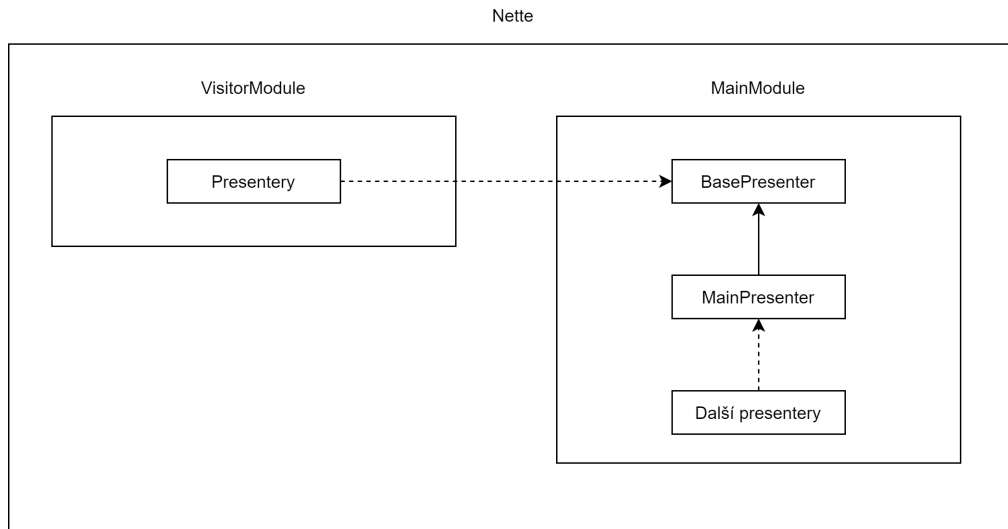 Nette
VisitorModule
MainModule
Presentery
BasePresenter
MainPresenter
Další presentery